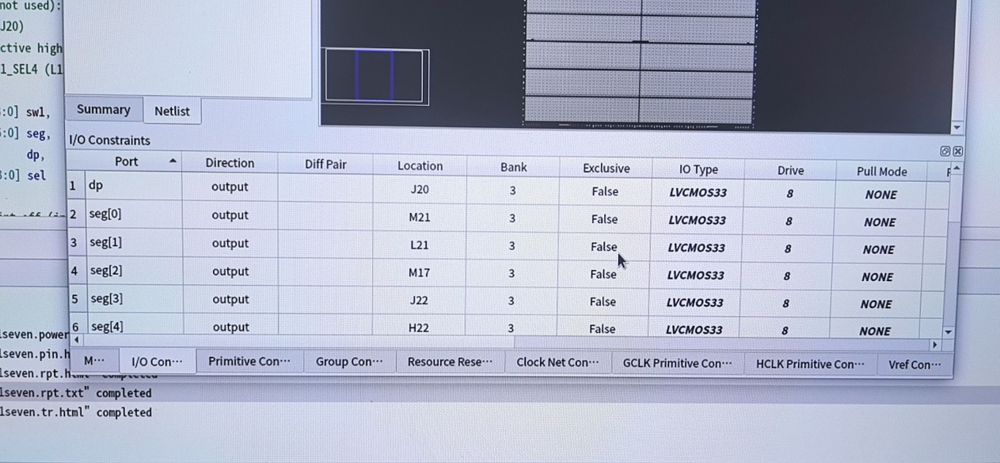 not used):
J20)
ctive high
1_SEL4 (L1
:0] sw1,
:0] seg,
dp,
:0] sel
Summary Netlist
I/O Constraints
Port Direction Diff Pair Location Bank Exclusive IO Type Drive Pull Mode
1 dp output J20 3 False LVCMOS33 8 NONE
2 seg[0] output M21 3 False LVCMOS33 8 NONE
3 seg[1] output L21 3 False LVCMOS33 8 NONE
4 seg[2] output M17 3 False LVCMOS33 8 NONE
5 seg[3] output J22 3 False LVCMOS33 8 NONE
6 seg[4] output H22 3 False LVCMOS33 8 NONE
M··· I/O Con··· Primitive Con··· Group Con··· Resource Rese··· Clock Net Con··· GCLK Primitive Con··· HCLK Primitive Con··· Vref Con···
lseven.power
lseven.pin.h
lseven.rpt.html" completed
lseven.rpt.txt" completed
lseven.tr.html" completed